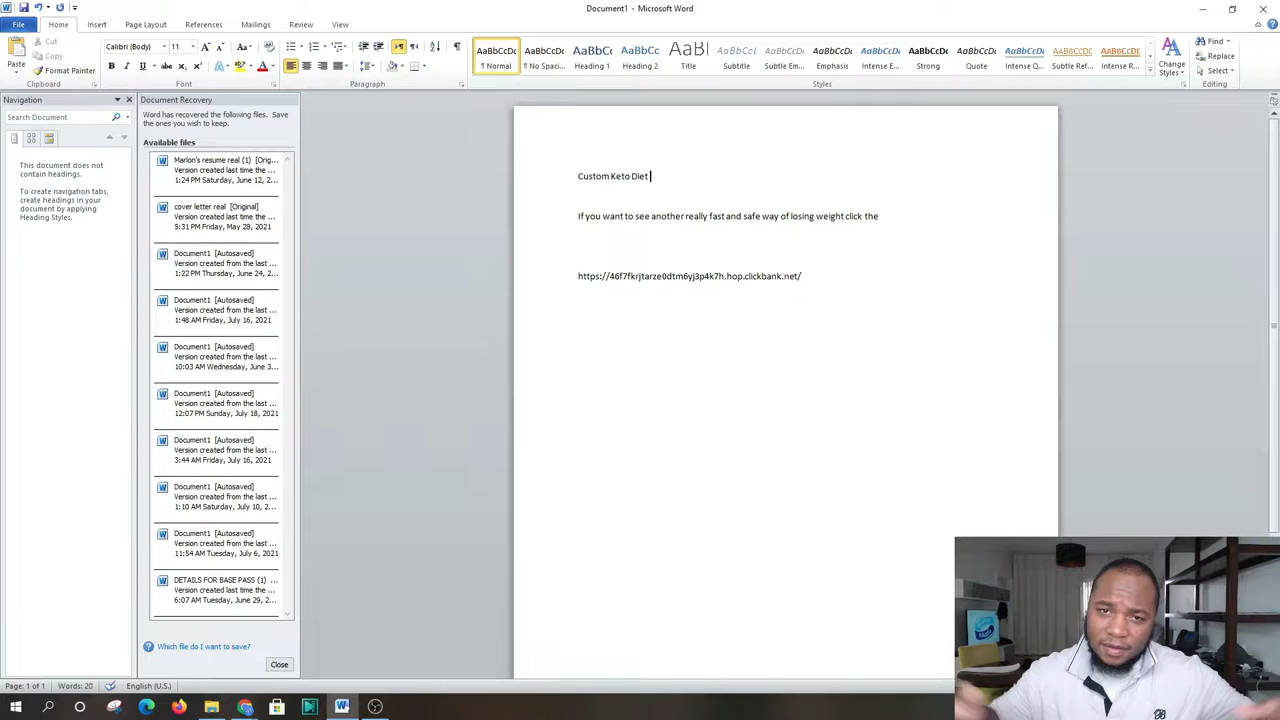 Document1 - Microsoft Word
File Home Insert Page Layout References Mailings Review View
Paste
Cut
Copy
Format Painter
Clipboard
Calibri (Body) 11
Font
Paragraph
AaBbCcDc AaBbCcDc AaBbCc AaBbCc AaBl AaBbCcL AaBbCcDc AaBbCcDc AaBbCcDc AaBbCcDc AaBbCcDc AaBbCcDc AaBbCcDc
¶ Normal ¶ No Spaci... Heading 1 Heading 2 Title Subtitle Subtle Em... Emphasis Intense E... Strong Quote Intense Q... Subtle Ref... Intense R...
Styles
Change
Styles
Find
Replace
Select
Editing
Navigation
Search Document
This document does not
contain headings.
To create navigation tabs,
create headings in your
document by applying
Heading Styles.
Document Recovery
Word has recovered the following files. Save
the ones you wish to keep.
Available files
Marlon's resume real (1) [Orig...
Version created last time the ...
1:24 PM Saturday, June 12, 2...
cover letter real [Original]
Version created last time the ...
5:31 PM Friday, May 28, 2021
Document1 [Autosaved]
Version created from the last ...
1:22 PM Thursday, June 24, 2...
Document1 [Autosaved]
Version created from the last ...
1:48 AM Friday, July 16, 2021
Document1 [Autosaved]
Version created from the last ...
10:03 AM Wednesday, June 3...
Document1 [Autosaved]
Version created from the last ...
12:07 PM Sunday, July 18, 2021
Document1 [Autosaved]
Version created from the last ...
3:44 AM Friday, July 16, 2021
Document1 [Autosaved]
Version created from the last ...
1:10 AM Saturday, July 10, 2...
Document1 [Autosaved]
Version created from the last ...
11:54 AM Tuesday, July 6, 2021
DETAILS FOR BASE PASS (1) ...
Version created last time the ...
6:07 AM Tuesday, June 29, 2...
Which file do I want to save?
Close
Custom Keto Diet
If you want to see another really fast and safe way of losing weight click the
https://46f7fkrjtarze0dtm6yj3p4k7h.hop.clickbank.net/
Page: 1 of 1 Words: 20 English (U.S.)